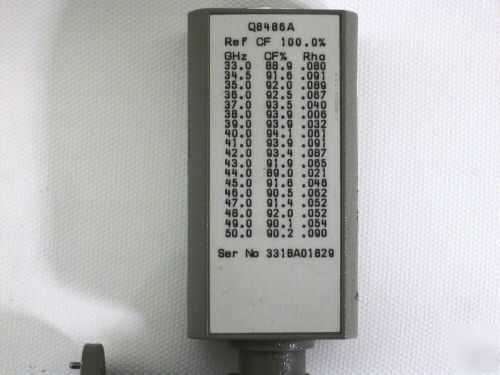 Q8486A
Ref CF 100.0%
GHz CF% Rho
33.0 88.9 .080
34.5 91.6 .091
35.0 92.0 .089
36.0 92.5 .067
37.0 93.5 .040
38.0 93.9 .006
39.0 93.9 .032
40.0 94.1 .061
41.0 93.9 .091
42.0 93.4 .087
43.0 91.9 .065
44.0 89.0 .021
45.0 91.6 .046
46.0 90.5 .062
47.0 91.4 .052
48.0 92.0 .052
49.0 90.1 .054
50.0 90.2 .090
Ser No 3318A01829